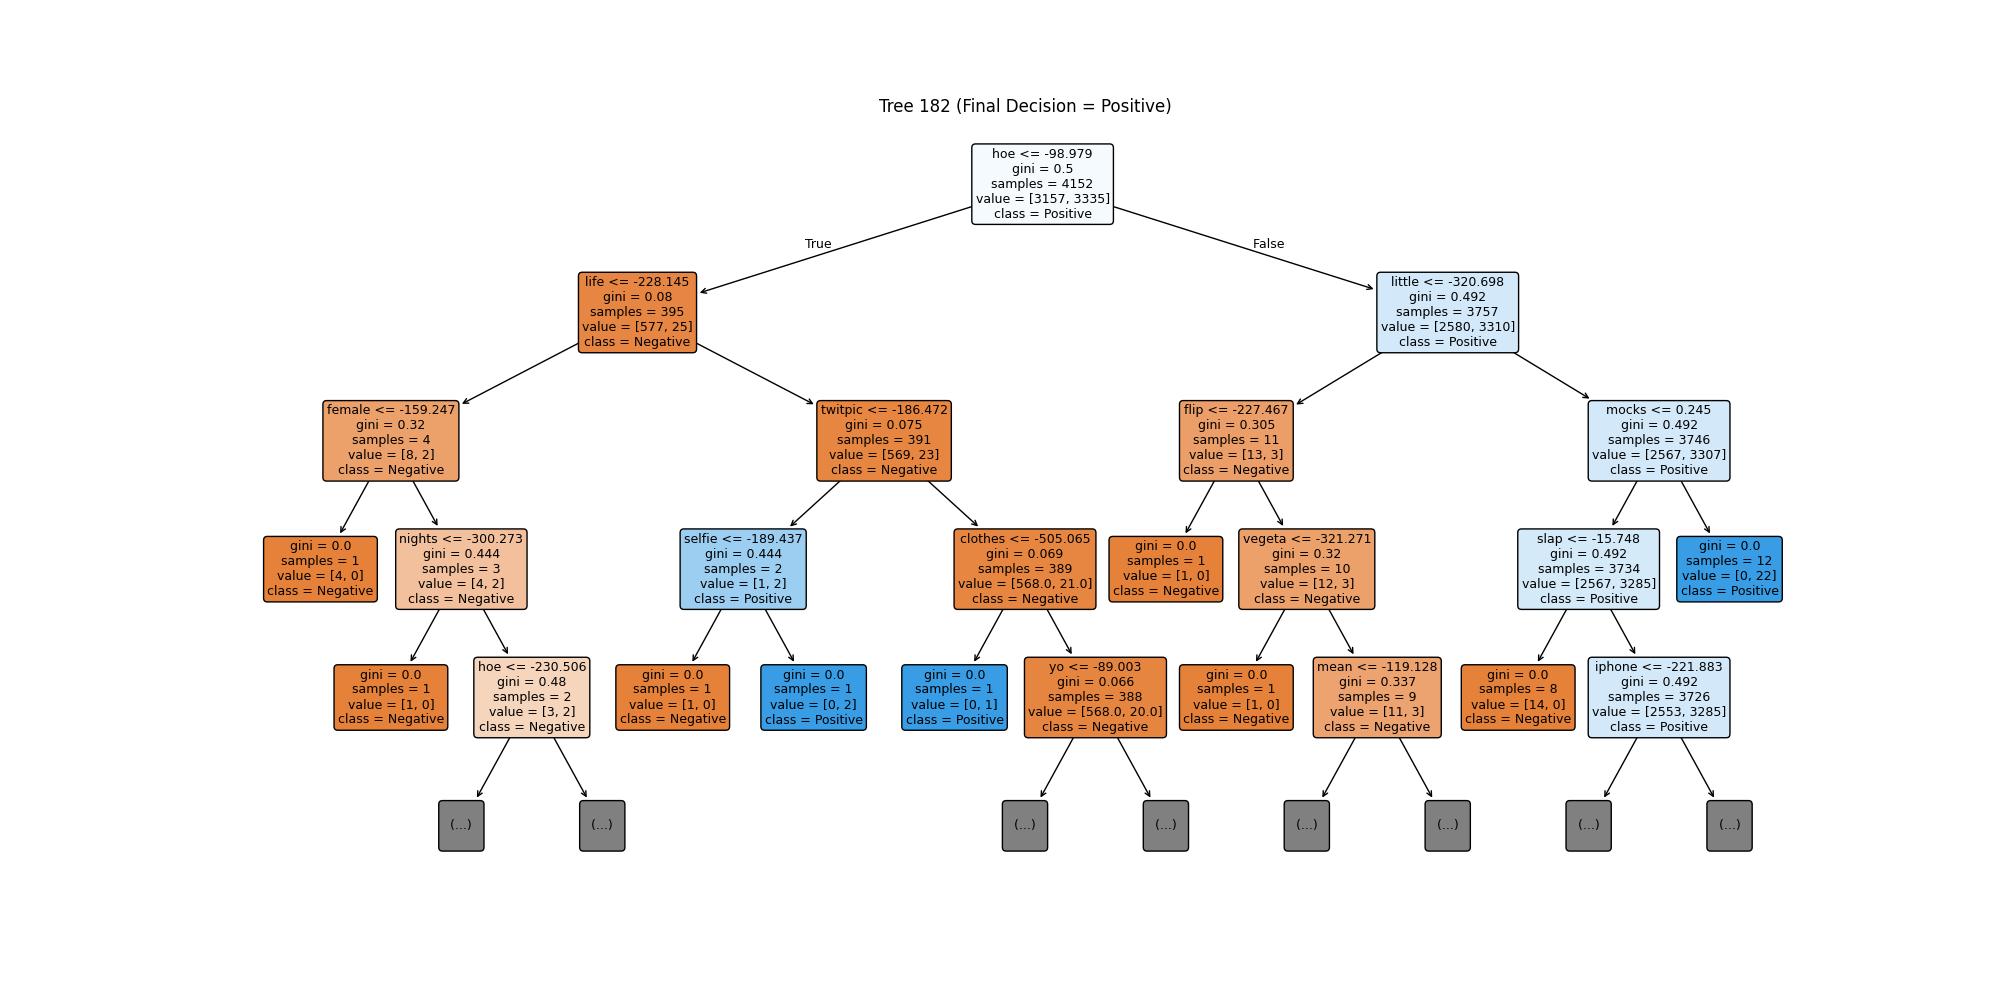 Tree 182 (Final Decision = Positive)
hoe <= -98.979
gini = 0.5
samples = 4152
value = [3157, 3335]
class = Positive
True
False
life <= -228.145
gini = 0.08
samples = 395
value = [577, 25]
class = Negative
little <= -320.698
gini = 0.492
samples = 3757
value = [2580, 3310]
class = Positive
female <= -159.247
gini = 0.32
samples = 4
value = [8, 2]
class = Negative
twitpic <= -186.472
gini = 0.075
samples = 391
value = [569, 23]
class = Negative
flip <= -227.467
gini = 0.305
samples = 11
value = [13, 3]
class = Negative
mocks <= 0.245
gini = 0.492
samples = 3746
value = [2567, 3307]
class = Positive
gini = 0.0
samples = 1
value = [4, 0]
class = Negative
nights <= -300.273
gini = 0.444
samples = 3
value = [4, 2]
class = Negative
selfie <= -189.437
gini = 0.444
samples = 2
value = [1, 2]
class = Positive
clothes <= -505.065
gini = 0.069
samples = 389
value = [568.0, 21.0]
class = Negative
gini = 0.0
samples = 1
value = [1, 0]
class = Negative
vegeta <= -321.271
gini = 0.32
samples = 10
value = [12, 3]
class = Negative
slap <= -15.748
gini = 0.492
samples = 3734
value = [2567, 3285]
class = Positive
gini = 0.0
samples = 12
value = [0, 22]
class = Positive
gini = 0.0
samples = 1
value = [1, 0]
class = Negative
hoe <= -230.506
gini = 0.48
samples = 2
value = [3, 2]
class = Negative
gini = 0.0
samples = 1
value = [1, 0]
class = Negative
gini = 0.0
samples = 1
value = [0, 2]
class = Positive
gini = 0.0
samples = 1
value = [0, 1]
class = Positive
yo <= -89.003
gini = 0.066
samples = 388
value = [568.0, 20.0]
class = Negative
gini = 0.0
samples = 1
value = [1, 0]
class = Negative
mean <= -119.128
gini = 0.337
samples = 9
value = [11, 3]
class = Negative
gini = 0.0
samples = 8
value = [14, 0]
class = Negative
iphone <= -221.883
gini = 0.492
samples = 3726
value = [2553, 3285]
class = Positive
(...)
(...)
(...)
(...)
(...)
(...)
(...)
(...)